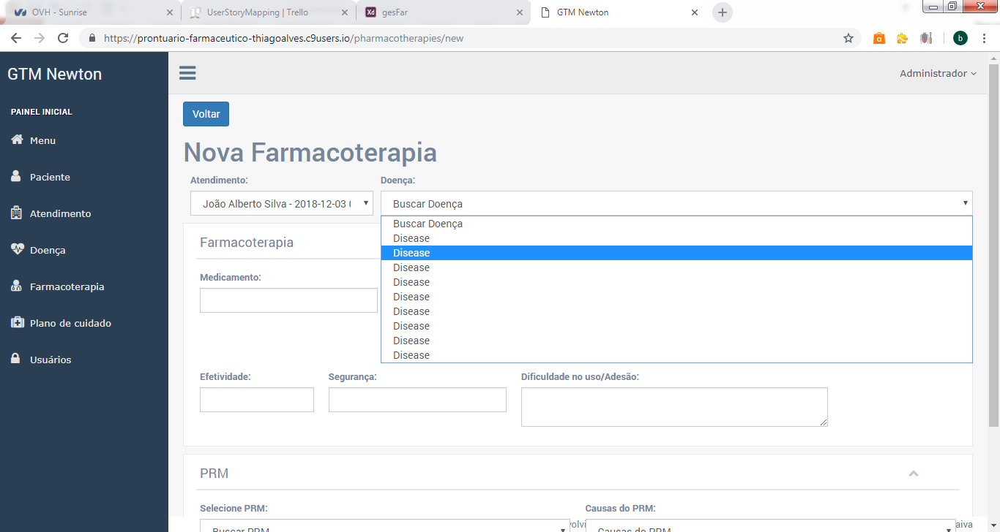 OVH - Sunrise
UserStoryMapping | Trello
Xd gesFar
GTM Newton
https://prontuario-farmaceutico-thiagoalves.c9users.io/pharmacotherapies/new
a
b
GTM Newton
Administrador
PAINEL INICIAL
Menu
Paciente
Atendimento
Doença
Farmacoterapia
Plano de cuidado
Usuários
Voltar
Nova Farmacoterapia
Atendimento: Doença:
João Alberto Silva - 2018-12-03 Buscar Doença
Buscar Doença
Disease
Disease
Disease
Disease
Disease
Disease
Disease
Disease
Disease
Farmacoterapia
Medicamento:
Efetividade: Segurança: Dificuldade no uso/Adesão:
PRM
Selecione PRM: Causas do PRM:
Buscar PRM Causas do PRM